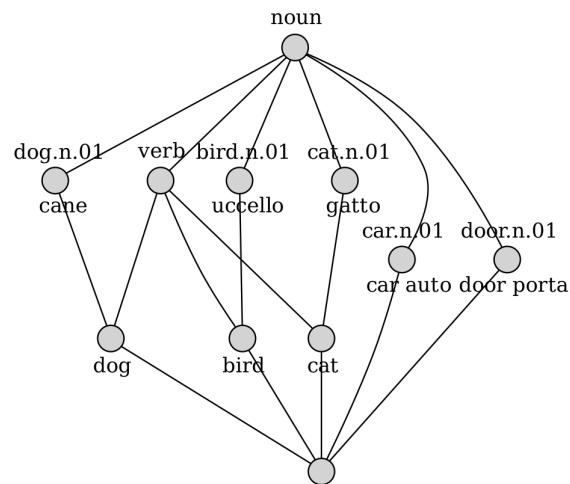 noun
dog.n.01 verb bird.n.01 cat.n.01
cane uccello gatto
car.n.01 door.n.01
car auto door porta
dog bird cat